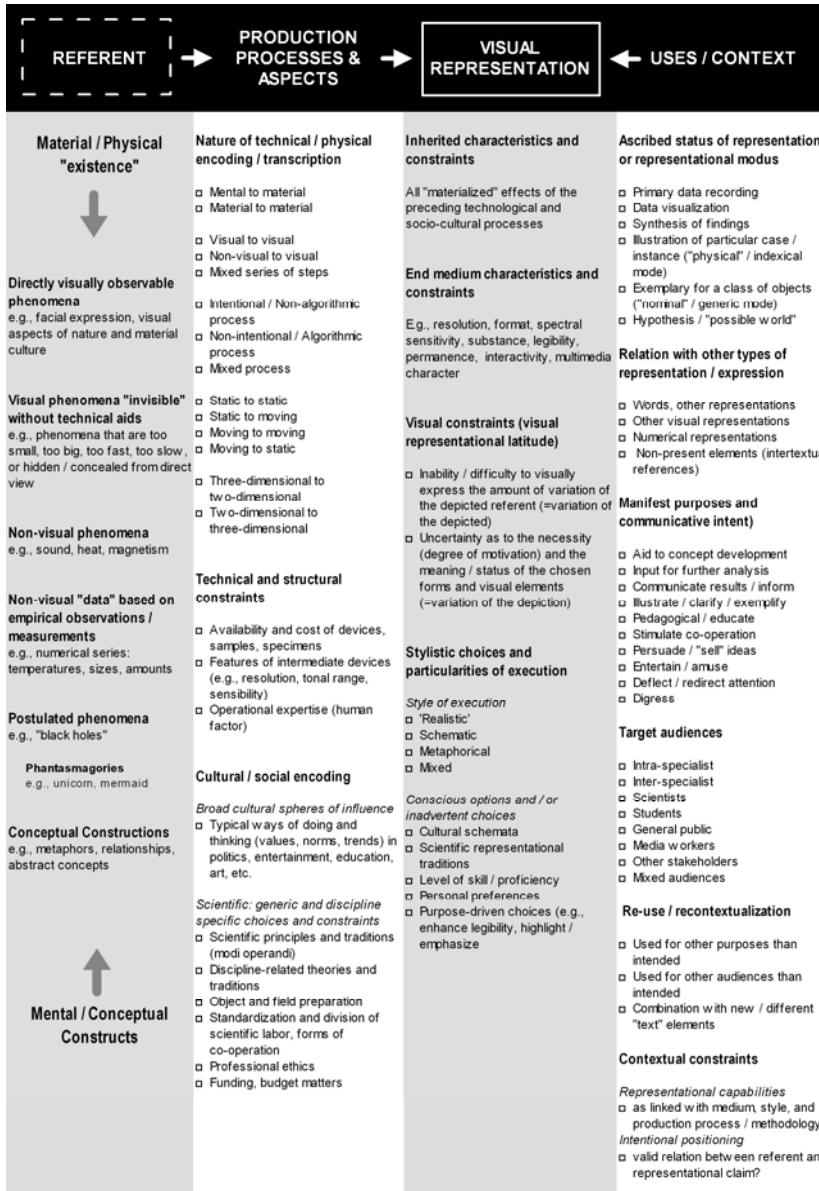 REFERENT
PRODUCTION
PROCESSES &
ASPECTS
VISUAL
REPRESENTATION
USES / CONTEXT
Material / Physical
"existence"
Directly visually observable
phenomena
e.g., facial expression, visual
aspects of nature and material
culture
Visual phenomena "invisible"
without technical aids
e.g., phenomena that are too
small, too big, too fast, too slow,
or hidden / concealed from direct
view
Non-visual phenomena
e.g., sound, heat, magnetism
Non-visual "data" based on
empirical observations /
measurements
e.g., numerical series:
temperatures, sizes, amounts
Postulated phenomena
e.g., "black holes"
Phantasmagories
e.g., unicorn, mermaid
Conceptual Constructions
e.g., metaphors, relationships,
abstract concepts
Mental / Conceptual
Constructs
Nature of technical / physical
encoding / transcription
Mental to material
Material to material
Visual to visual
Non-visual to visual
Mixed series of steps
Intentional / Non-algorithmic
process
Non-intentional / Algorithmic
process
Mixed process
Static to static
Static to moving
Moving to moving
Moving to static
Three-dimensional to
two-dimensional
Two-dimensional to
three-dimensional
Technical and structural
constraints
Availability and cost of devices,
samples, specimens
Features of intermediate devices
(e.g., resolution, tonal range,
sensibility)
Operational expertise (human
factor)
Cultural / social encoding
Broad cultural spheres of influence
Typical ways of doing and
thinking (values, norms, trends) in
politics, entertainment, education,
art, etc.
Scientific: generic and discipline
specific choices and constraints
Scientific principles and traditions
(modi operandi)
Discipline-related theories and
traditions
Object and field preparation
Standardization and division of
scientific labor, forms of
co-operation
Professional ethics
Funding, budget matters
Inherited characteristics and
constraints
All "materialized" effects of the
preceding technological and
socio-cultural processes
End medium characteristics and
constraints
E.g., resolution, format, spectral
sensitivity, substance, legibility,
permanence, interactivity, multimedia
character
Visual constraints (visual
representational latitude)
Inability / difficulty to visually
express the amount of variation of
the depicted referent (=variation of
the depicted)
Uncertainty as to the necessity
(degree of motivation) and the
meaning / status of the chosen
forms and visual elements
(=variation of the depiction)
Stylistic choices and
particularities of execution
Style of execution
'Realistic'
Schematic
Metaphorical
Mixed
Conscious options and / or
inadvertent choices
Cultural schemata
Scientific representational
traditions
Level of skill / proficiency
Personal preferences
Purpose-driven choices (e.g.,
enhance legibility, highlight /
emphasize
Ascribed status of representation
or representational modus
Primary data recording
Data visualization
Synthesis of findings
Illustration of particular case /
instance ("physical" / indexical
mode)
Exemplary for a class of objects
("nominal" / generic mode)
Hypothesis / "possible world"
Relation with other types of
representation / expression
Words, other representations
Other visual representations
Numerical representations
Non-present elements (intertextu
references)
Manifest purposes and
communicative intent)
Aid to concept development
Input for further analysis
Communicate results / inform
Illustrate / clarify / exemplify
Pedagogical / educate
Stimulate co-operation
Persuade / "sell" ideas
Entertain / amuse
Deflect / redirect attention
Digress
Target audiences
Intra-specialist
Inter-specialist
Scientists
Students
General public
Media workers
Other stakeholders
Mixed audiences
Re-use / recontextualization
Used for other purposes than
intended
Used for other audiences than
intended
Combination with new / different
"text" elements
Contextual constraints
Representational capabilities
as linked with medium, style, and
production process / methodology
Intentional positioning
valid relation between referent an
representational claim?